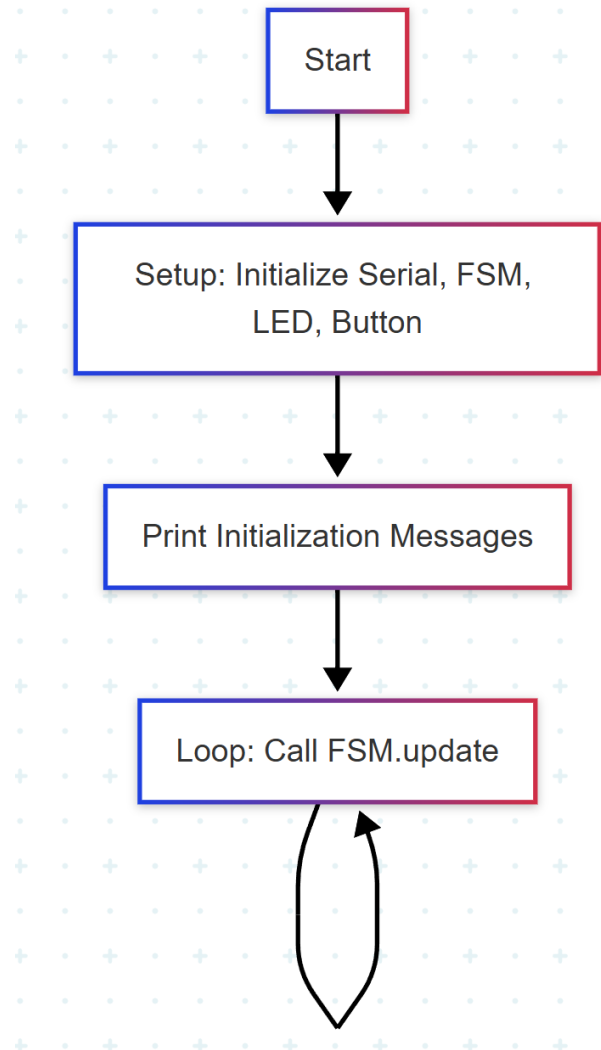 Start
Setup: Initialize Serial, FSM,
LED, Button
Print Initialization Messages
Loop: Call FSM.update